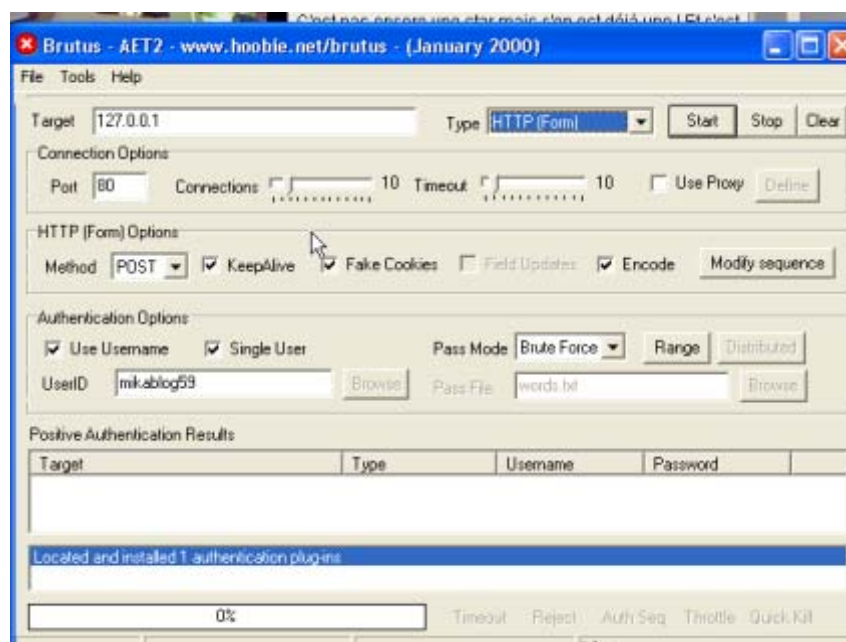 C'est pas encore une star mais s'en est déjà une ! Et c'est
Brutus - AET2 - www.hoobie.net/brutus - (January 2000)
File Tools Help
Target 127.0.0.1 Type HTTP (Form) Start Stop Clear
Connection Options
Port 80 Connections 10 Timeout 10 Use Proxy Define
HTTP (Form) Options
Method POST KeepAlive Fake Cookies Field Updates Encode Modify sequence
Authentication Options
Use Username Single User Pass Mode Brute Force Range Distributed
UserID mikablog59 Browse Pass File words.txt Browse
Positive Authentication Results
Target Type Username Password
Located and installed 1 authentication plug-ins
0% Timeout Reject Auth Seq Throttle Quick Kill